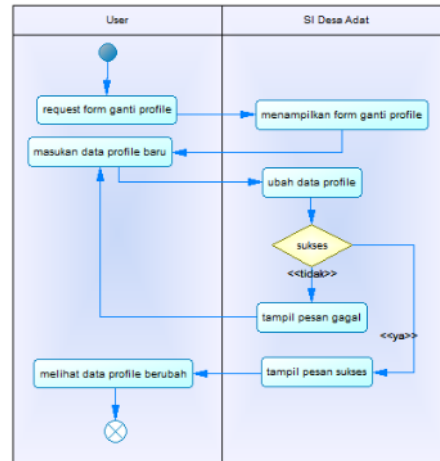 User
SI Desa Adat
request form ganti profile
menampilkan form ganti profile
masukan data profile baru
ubah data profile
sukses
<<tidak>>
tampil pesan gagal
<<ya>>
melihat data profile berubah
tampil pesan sukses